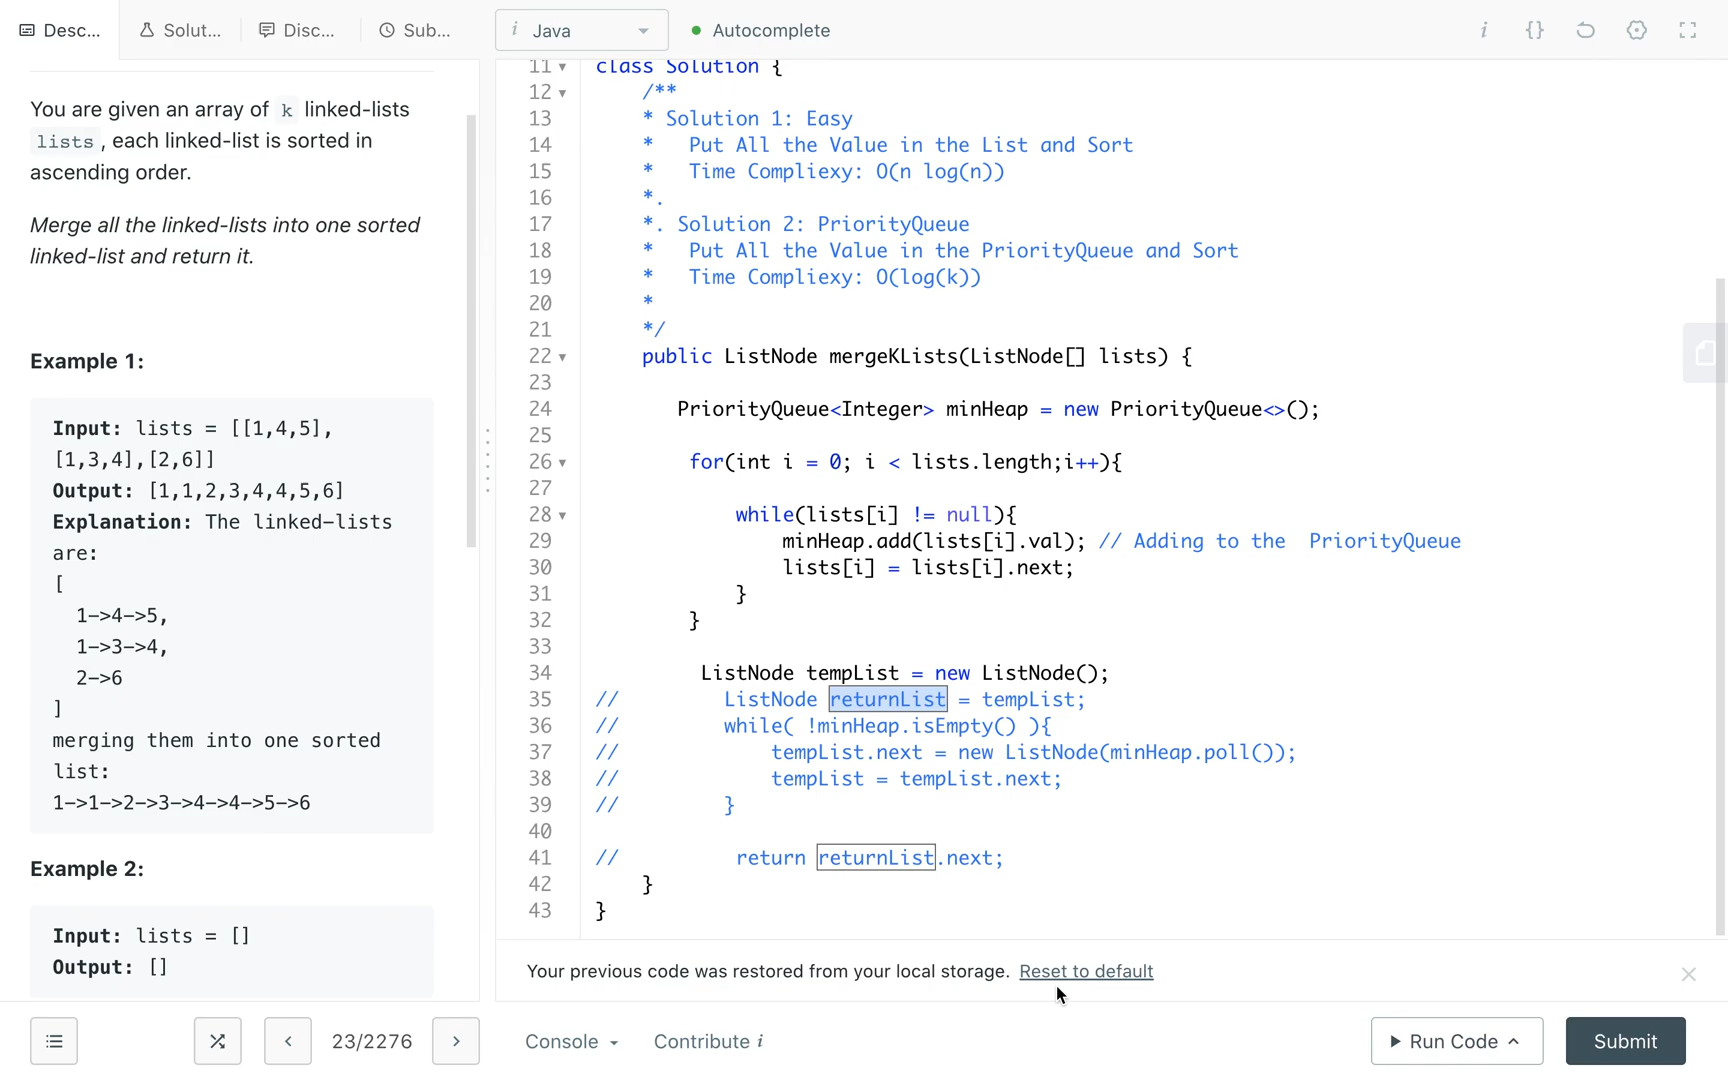 Desc...
Solut...
Disc...
Sub...
i Java
Autocomplete
i {}
You are given an array of k linked-lists
lists , each linked-list is sorted in
ascending order.
Merge all the linked-lists into one sorted
linked-list and return it.
Example 1:
Input: lists = [[1,4,5],
[1,3,4],[2,6]]
Output: [1,1,2,3,4,4,5,6]
Explanation: The linked-lists
are:
[
1->4->5,
1->3->4,
2->6
]
merging them into one sorted
list:
1->1->2->3->4->4->5->6
Example 2:
Input: lists = []
Output: []
11 class Solution {
12 /**
13 * Solution 1: Easy
14 * Put All the Value in the List and Sort
15 * Time Compliexy: O(n log(n))
16 *.
17 *. Solution 2: PriorityQueue
18 * Put All the Value in the PriorityQueue and Sort
19 * Time Compliexy: O(log(k))
20 *
21 */
22 public ListNode mergeKLists(ListNode[] lists) {
23
24 PriorityQueue<Integer> minHeap = new PriorityQueue<>();
25
26 for(int i = 0; i < lists.length;i++){
27
28 while(lists[i] != null){
29 minHeap.add(lists[i].val); // Adding to the  PriorityQueue
30 lists[i] = lists[i].next;
31 }
32 }
33
34 ListNode tempList = new ListNode();
35 // ListNode returnList = tempList;
36 // while( !minHeap.isEmpty() ){
37 // tempList.next = new ListNode(minHeap.poll());
38 // tempList = tempList.next;
39 // }
40
41 // return returnList.next;
42 }
43 }
Your previous code was restored from your local storage. Reset to default
23/2276
Console
Contribute i
Run Code
Submit